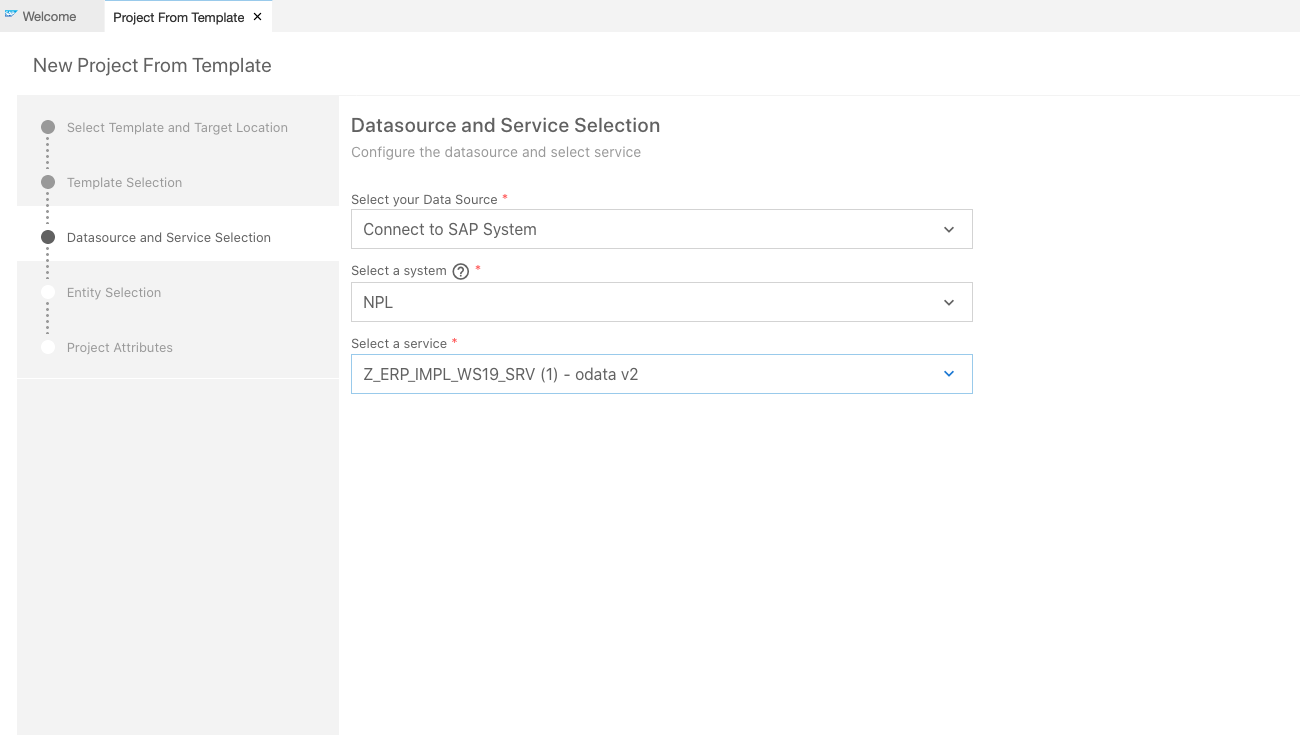 Welcome
Project From Template ×
New Project From Template
Select Template and Target Location
Template Selection
Datasource and Service Selection
Entity Selection
Project Attributes
Datasource and Service Selection
Configure the datasource and select service
Select your Data Source *
Connect to SAP System
Select a system ? *
NPL
Select a service *
Z_ERP_IMPL_WS19_SRV (1) - odata v2